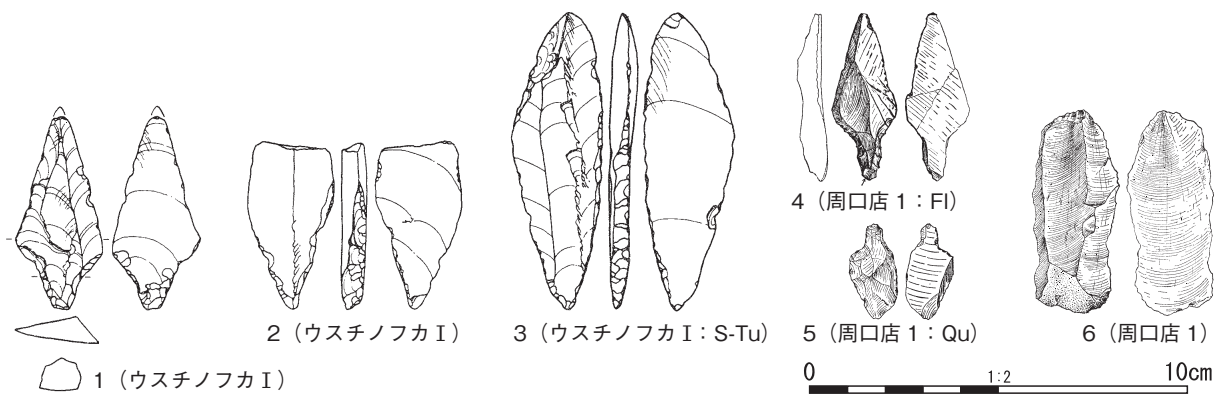 4（周口店 1：Fl）
2（ウスチノフカⅠ）
3（ウスチノフカⅠ：S-Tu）
5（周口店 1：Qu）
6（周口店 1）
1（ウスチノフカⅠ）
0 1:2 10cm